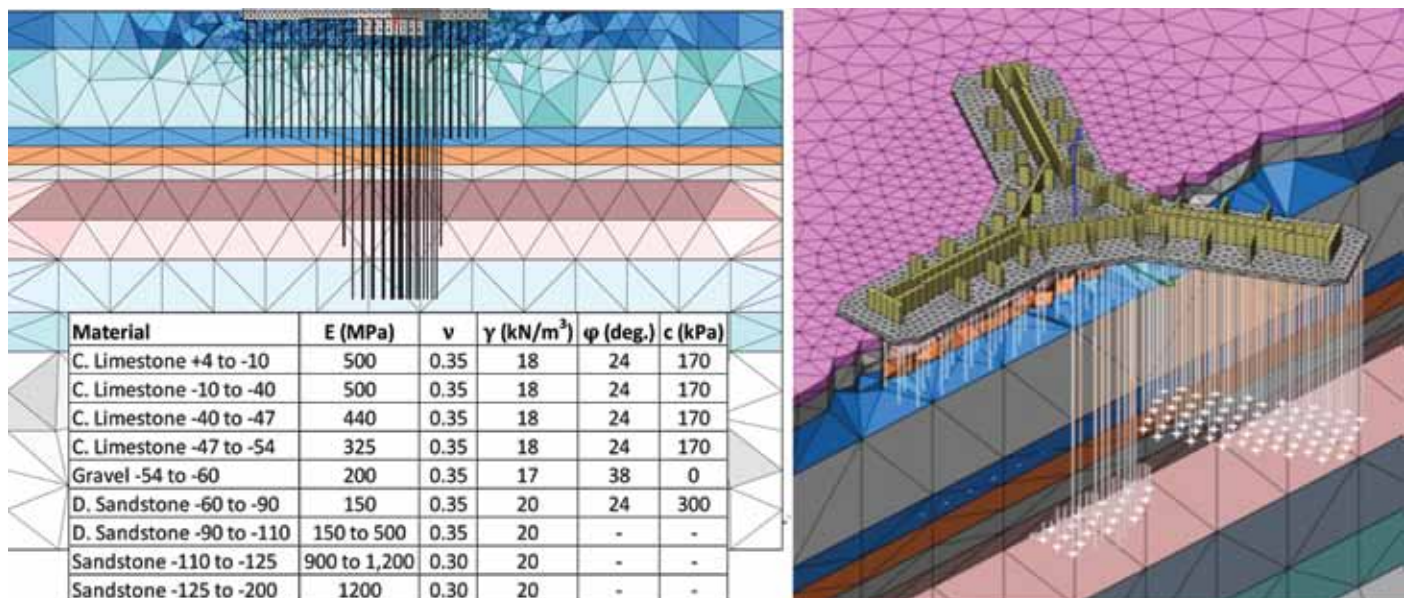 Material E (MPa) ν γ (kN/m³) φ (deg.) c (kPa)
C. Limestone +4 to -10 500 0.35 18 24 170
C. Limestone -10 to -40 500 0.35 18 24 170
C. Limestone -40 to -47 440 0.35 18 24 170
C. Limestone -47 to -54 325 0.35 18 24 170
Gravel -54 to -60 200 0.35 17 38 0
D. Sandstone -60 to -90 150 0.35 20 24 300
D. Sandstone -90 to -110 150 to 500 0.35 20 - -
Sandstone -110 to -125 900 to 1,200 0.30 20 - -
Sandstone -125 to -200 1200 0.30 20 - -